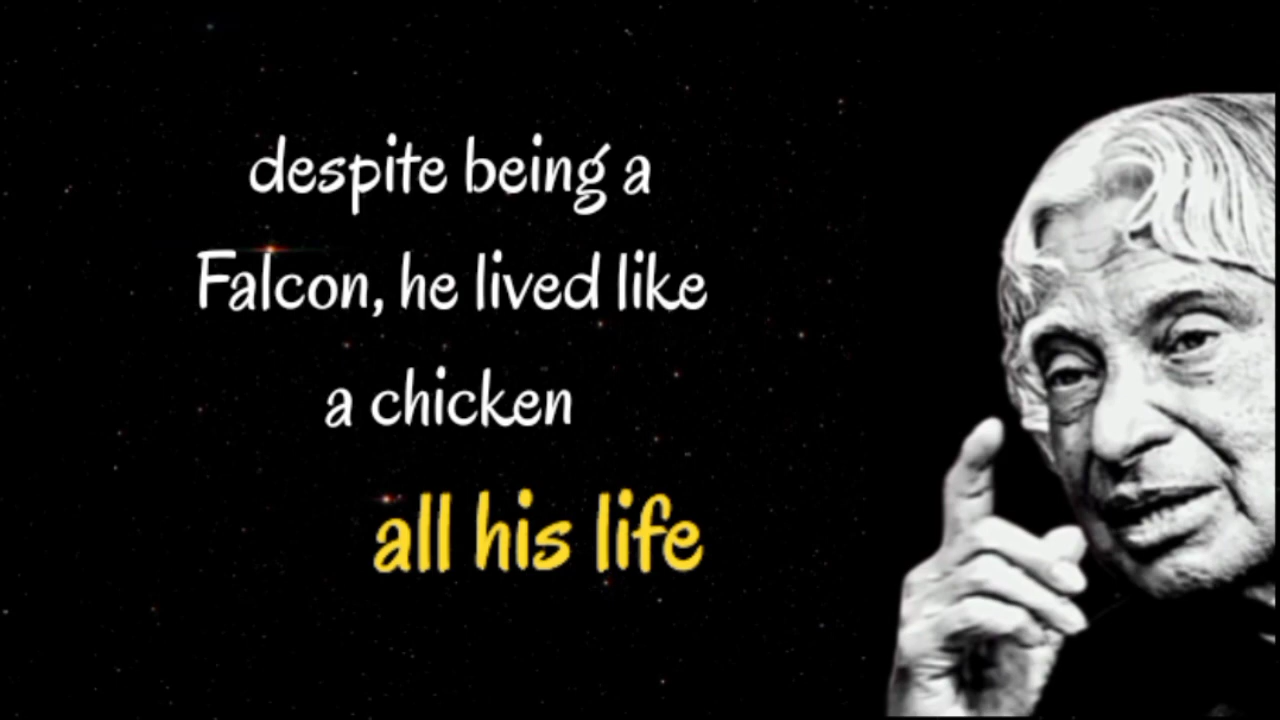 despite being a
Falcon, he lived like
a chicken
all his life